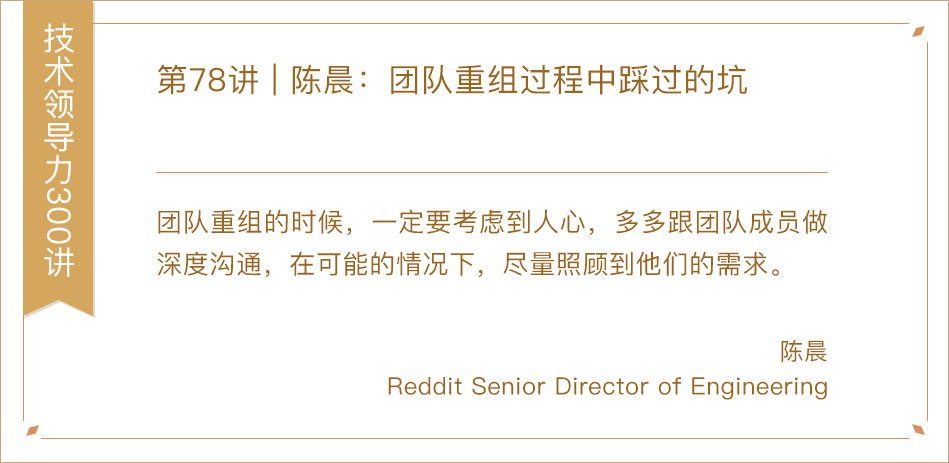 技术领导力300讲
第78讲 | 陈晨：团队重组过程中踩过的坑
团队重组的时候，一定要考虑到人心，多多跟团队成员做
深度沟通，在可能的情况下，尽量照顾到他们的需求。
陈晨
Reddit Senior Director of Engineering